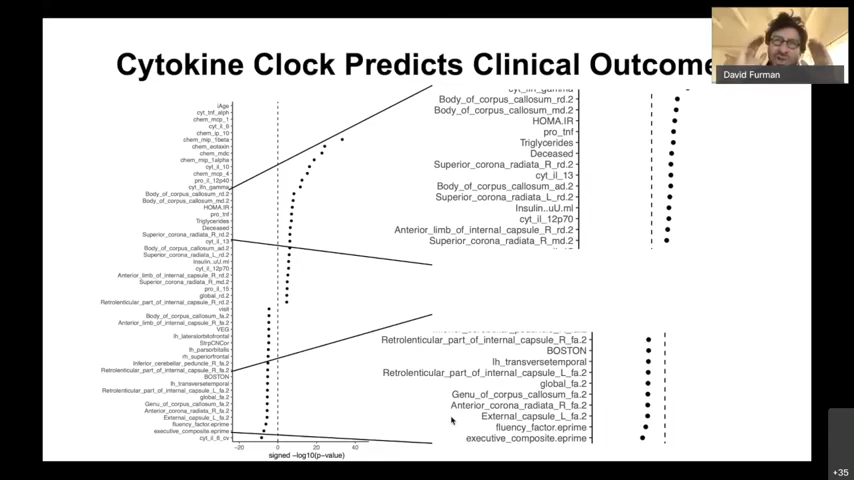 Cytokine Clock Predicts Clinical Outcome
David Furman
iAge
cyt_tnf_alph
chem_mcp_1
cyt_il_6
chem_ip_10
chem_mip_1beta
chem_eotaxin
chem_mdc
chem_mip_1alpha
cyt_il_10
chem_mcp_4
pro_il_12p40
cyt_ifn_gamma
Body_of_corpus_callosum_rd.2
Body_of_corpus_callosum_md.2
HOMA.IR
pro_tnf
Triglycerides
Deceased
Superior_corona_radiata_R_rd.2
cyt_il_13
Body_of_corpus_callosum_ad.2
Superior_corona_radiata_L_rd.2
Insulin..uU.ml
cyt_il_12p70
Anterior_limb_of_internal_capsule_R_rd.2
Superior_corona_radiata_R_md.2
pro_il_15
global_rd.2
Retrolenticular_part_of_internal_capsule_R_rd.2
visit
Body_of_corpus_callosum_fa.2
Anterior_limb_of_internal_capsule_R_fa.2
VEG
lh_lateralorbitofrontal
StrpCNCor
lh_parsorbitalis
rh_superiorfrontal
Inferior_cerebellar_peduncle_R_fa.2
Retrolenticular_part_of_internal_capsule_R_fa.2
BOSTON
lh_transversetemporal
Retrolenticular_part_of_internal_capsule_L_fa.2
global_fa.2
Genu_of_corpus_callosum_fa.2
Anterior_corona_radiata_R_fa.2
External_capsule_L_fa.2
fluency_factor.eprime
executive_composite.eprime
cyt_il_6_cv
−20 0 20 40
signed −log10(p−value)
cyt_ifn_gamma
Body_of_corpus_callosum_rd.2
Body_of_corpus_callosum_md.2
HOMA.IR
pro_tnf
Triglycerides
Deceased
Superior_corona_radiata_R_rd.2
cyt_il_13
Body_of_corpus_callosum_ad.2
Superior_corona_radiata_L_rd.2
Insulin..uU.ml
cyt_il_12p70
Anterior_limb_of_internal_capsule_R_rd.2
Superior_corona_radiata_R_md.2
Retrolenticular_part_of_internal_capsule_R_fa.2
BOSTON
lh_transversetemporal
Retrolenticular_part_of_internal_capsule_L_fa.2
global_fa.2
Genu_of_corpus_callosum_fa.2
Anterior_corona_radiata_R_fa.2
External_capsule_L_fa.2
fluency_factor.eprime
executive_composite.eprime
+35